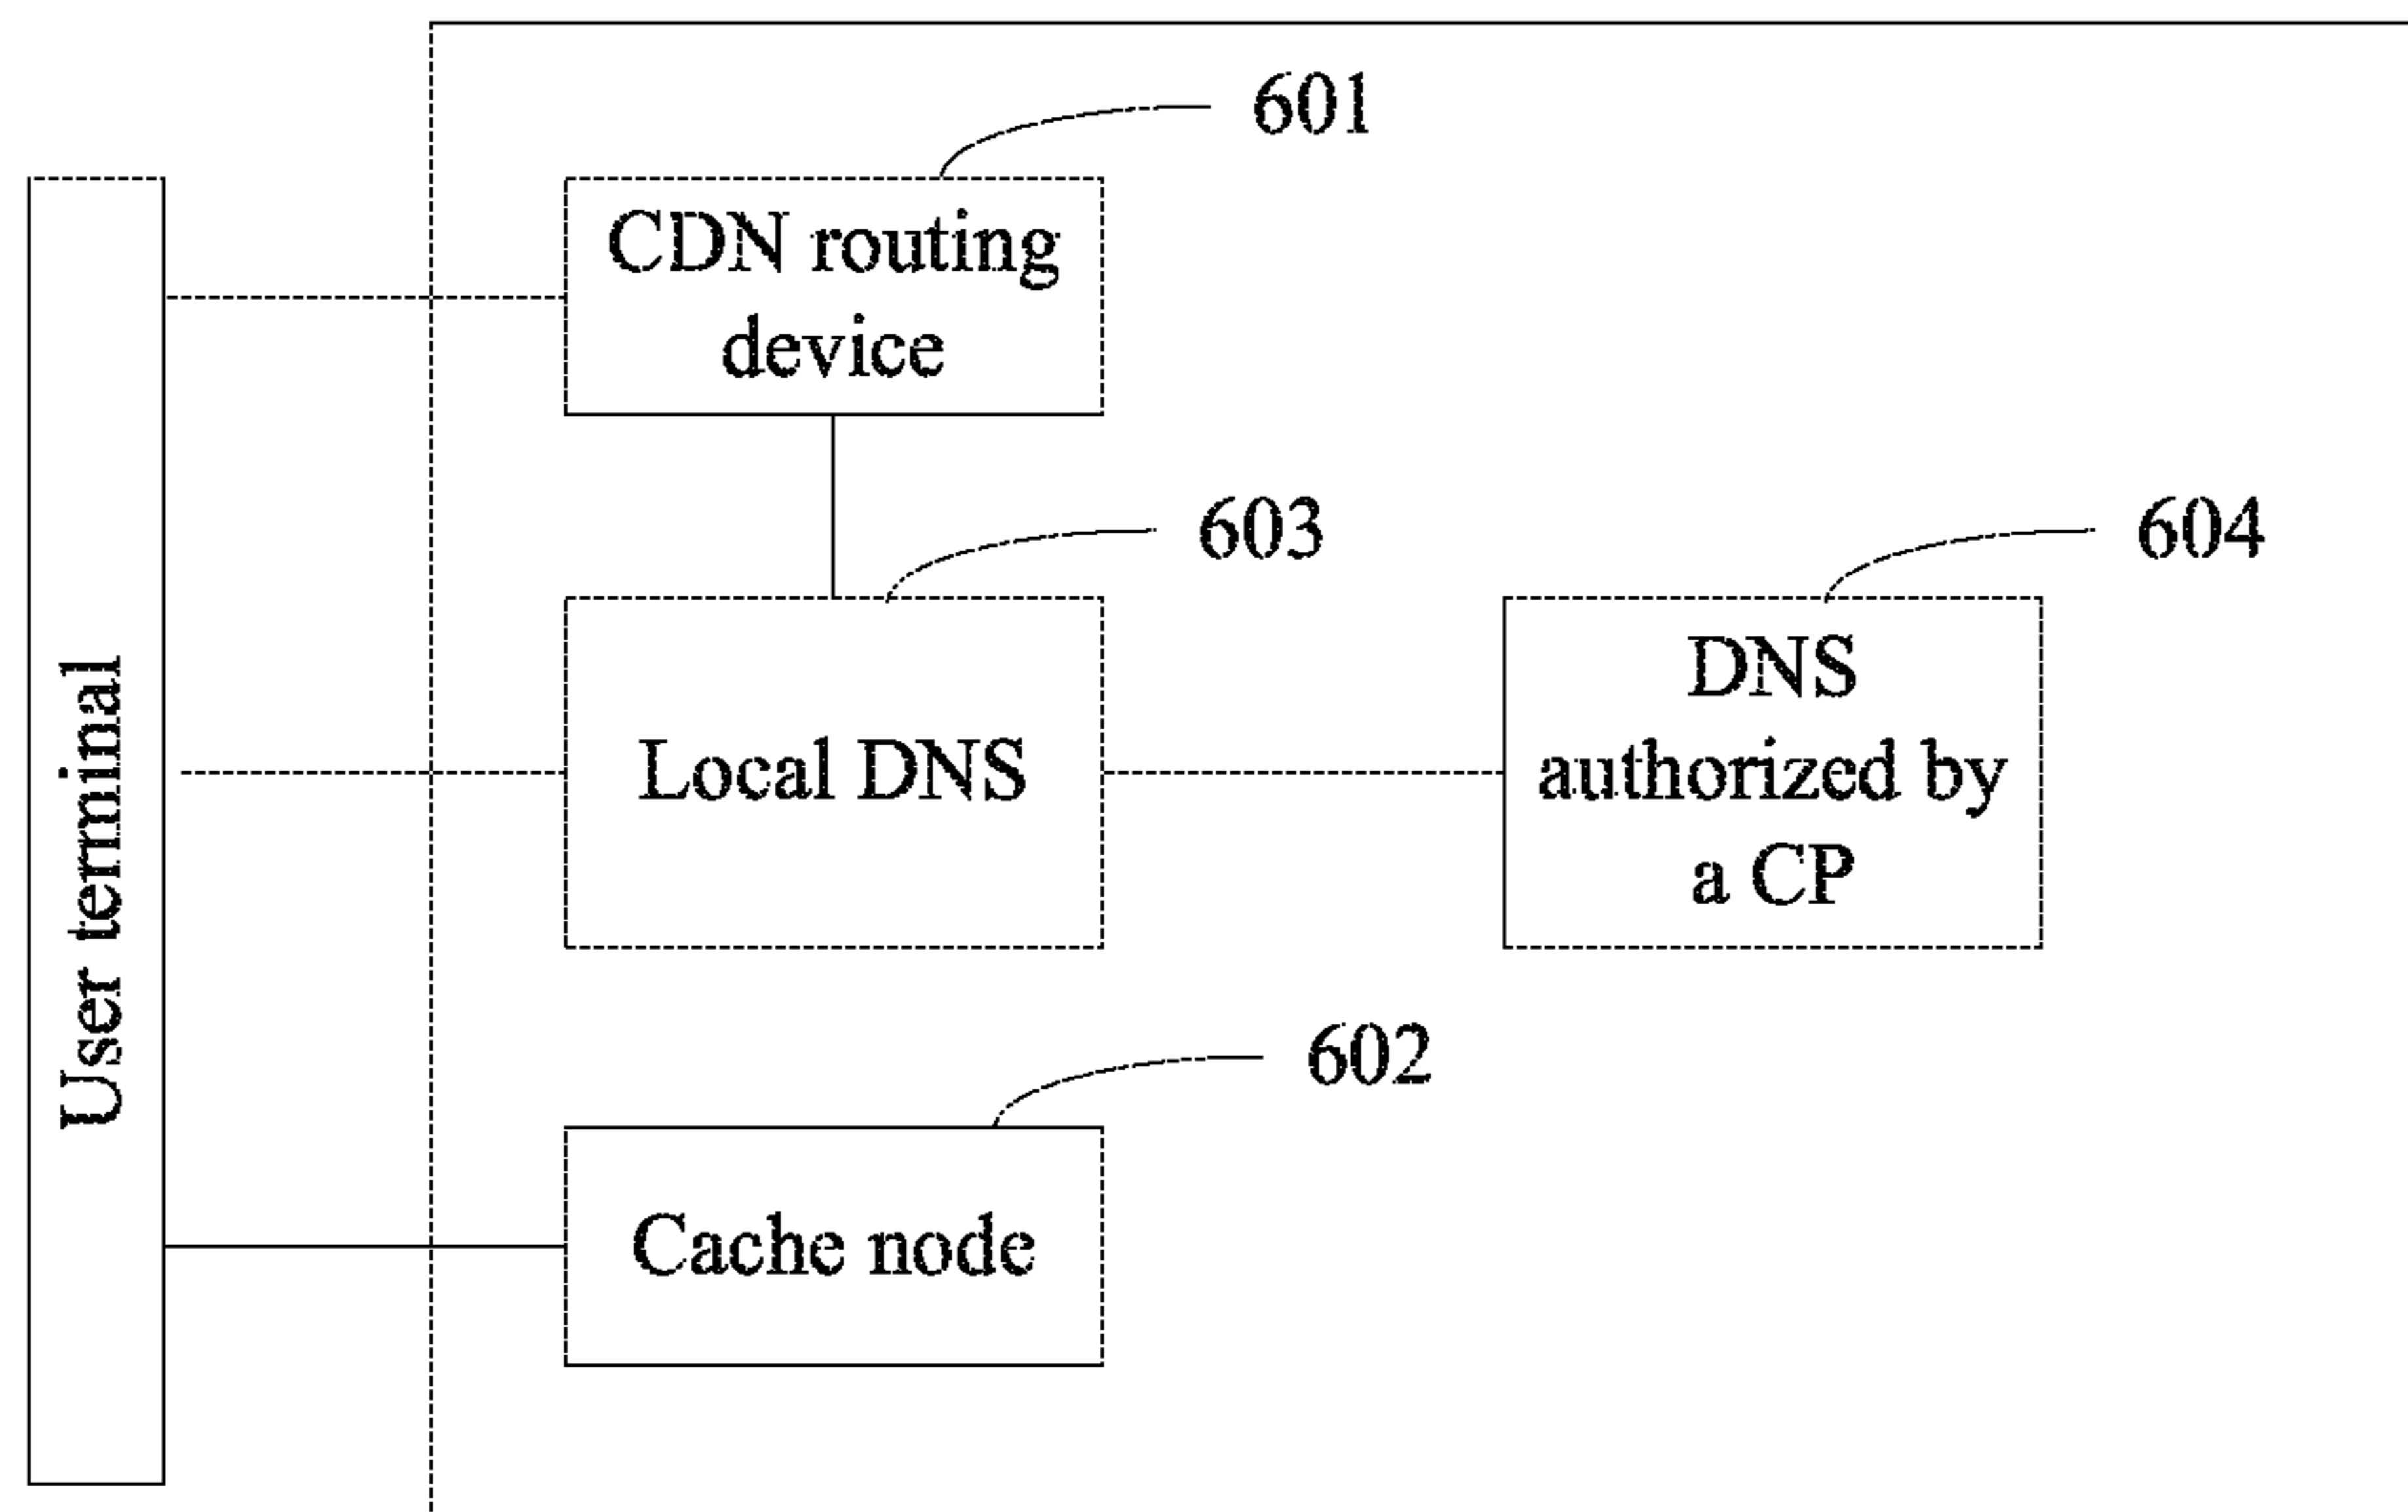 601
CDN routing
device
603
604
User terminal
Local DNS
DNS
authorized by
a CP
602
Cache node